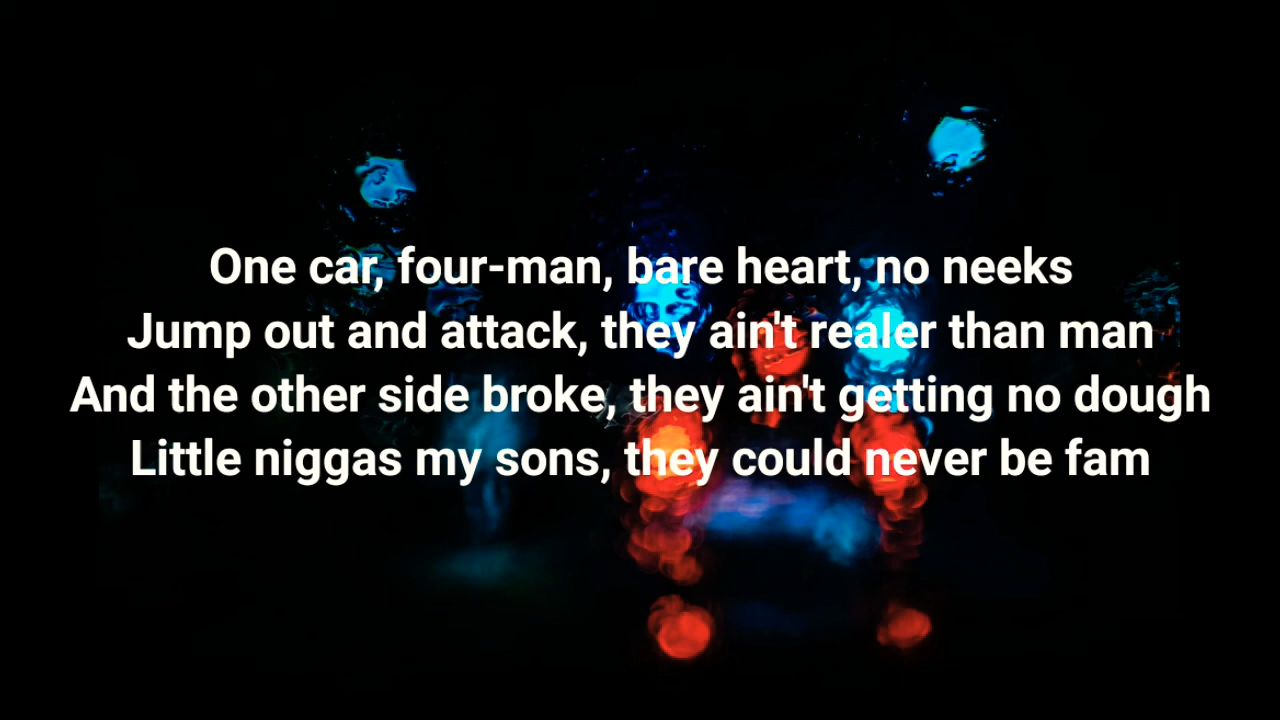 One car, four-man, bare heart, no neeks
Jump out and attack, they ain't realer than man
And the other side broke, they ain't getting no dough
Little niggas my sons, they could never be fam